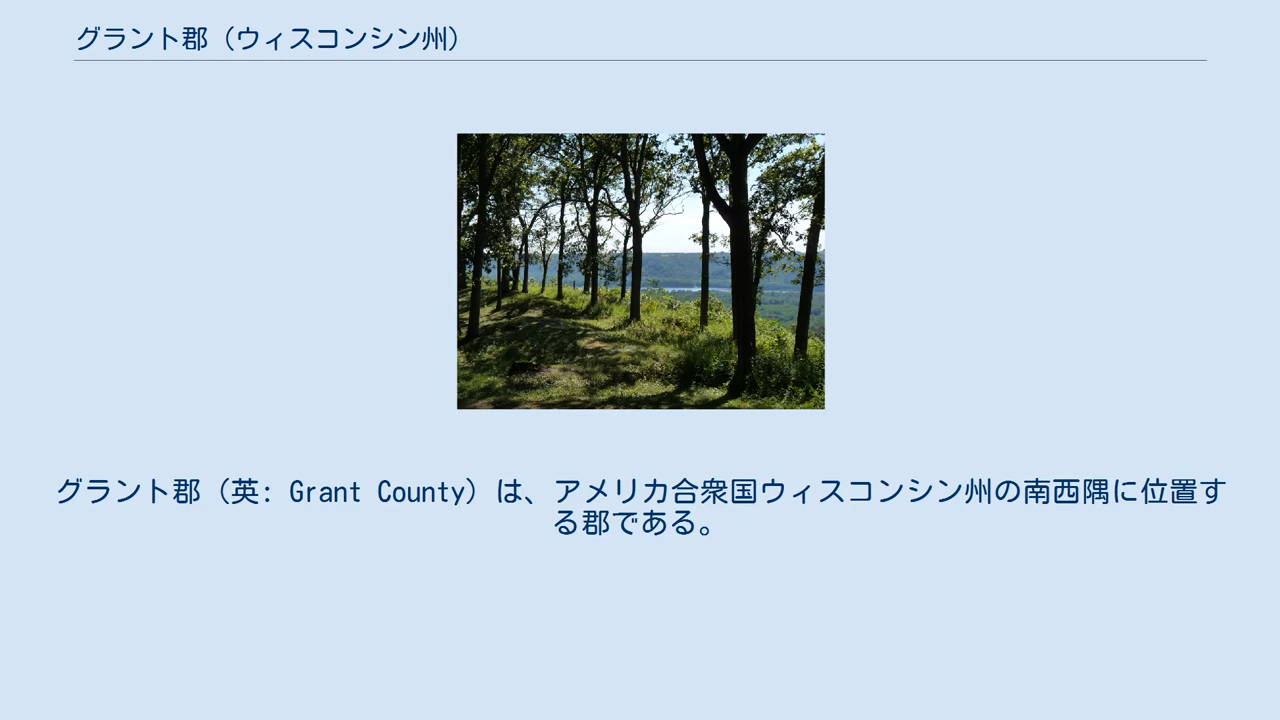 グラント郡（ウィスコンシン州）
グラント郡（英: Grant County）は、アメリカ合衆国ウィスコンシン州の南西隅に位置す
る郡である。